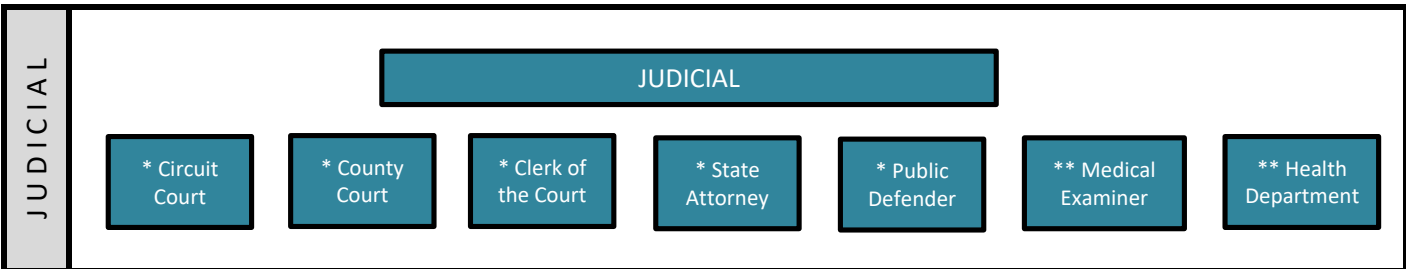 JUDICIAL
JUDICIAL
* Circuit
Court
* County
Court
* Clerk of
the Court
* State
Attorney
* Public
Defender
** Medical
Examiner
** Health
Department